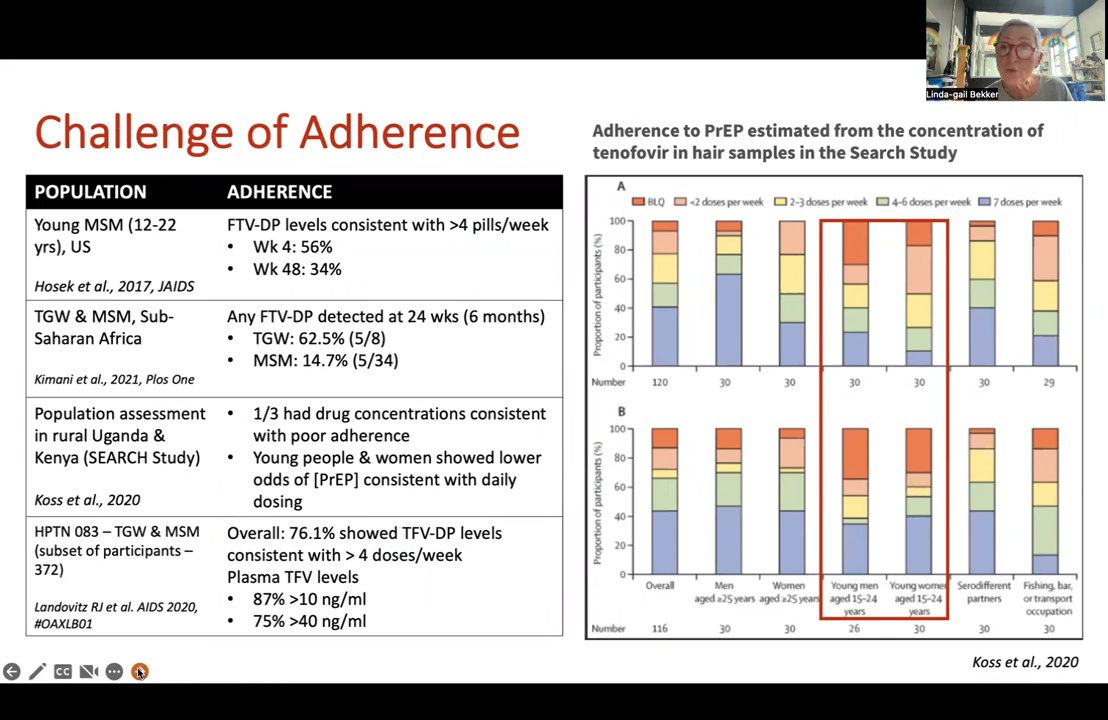 Linda-gail Bekker
Challenge of Adherence
POPULATION
ADHERENCE
Young MSM (12-22
yrs), US
Hosek et al., 2017, JAIDS
FTV-DP levels consistent with >4 pills/week
• Wk 4: 56%
• Wk 48: 34%
TGW & MSM, Sub-
Saharan Africa
Kimani et al., 2021, Plos One
Any FTV-DP detected at 24 wks (6 months)
• TGW: 62.5% (5/8)
• MSM: 14.7% (5/34)
Population assessment
in rural Uganda &
Kenya (SEARCH Study)
Koss et al., 2020
• 1/3 had drug concentrations consistent
with poor adherence
• Young people & women showed lower
odds of [PrEP] consistent with daily
dosing
HPTN 083 – TGW & MSM
(subset of participants –
372)
Landovitz RJ et al. AIDS 2020,
#OAXLB01
Overall: 76.1% showed TFV-DP levels
consistent with > 4 doses/week
Plasma TFV levels
• 87% >10 ng/ml
• 75% >40 ng/ml
Adherence to PrEP estimated from the concentration of
tenofovir in hair samples in the Search Study
A
BLQ <2 doses per week 2–3 doses per week 4–6 doses per week 7 doses per week
Proportion of participants (%)
100
80
60
40
20
0
Number 120 30 30 30 30 30 29
B
Proportion of participants (%)
100
80
60
40
20
0
Overall
Men
aged ≥25 years
Women
aged ≥25 years
Young men
aged 15–24
years
Young women
aged 15–24
years
Serodifferent
partners
Fishing, bar,
or transport
occupation
Number 116 30 30 26 30 30 30
Koss et al., 2020
CC